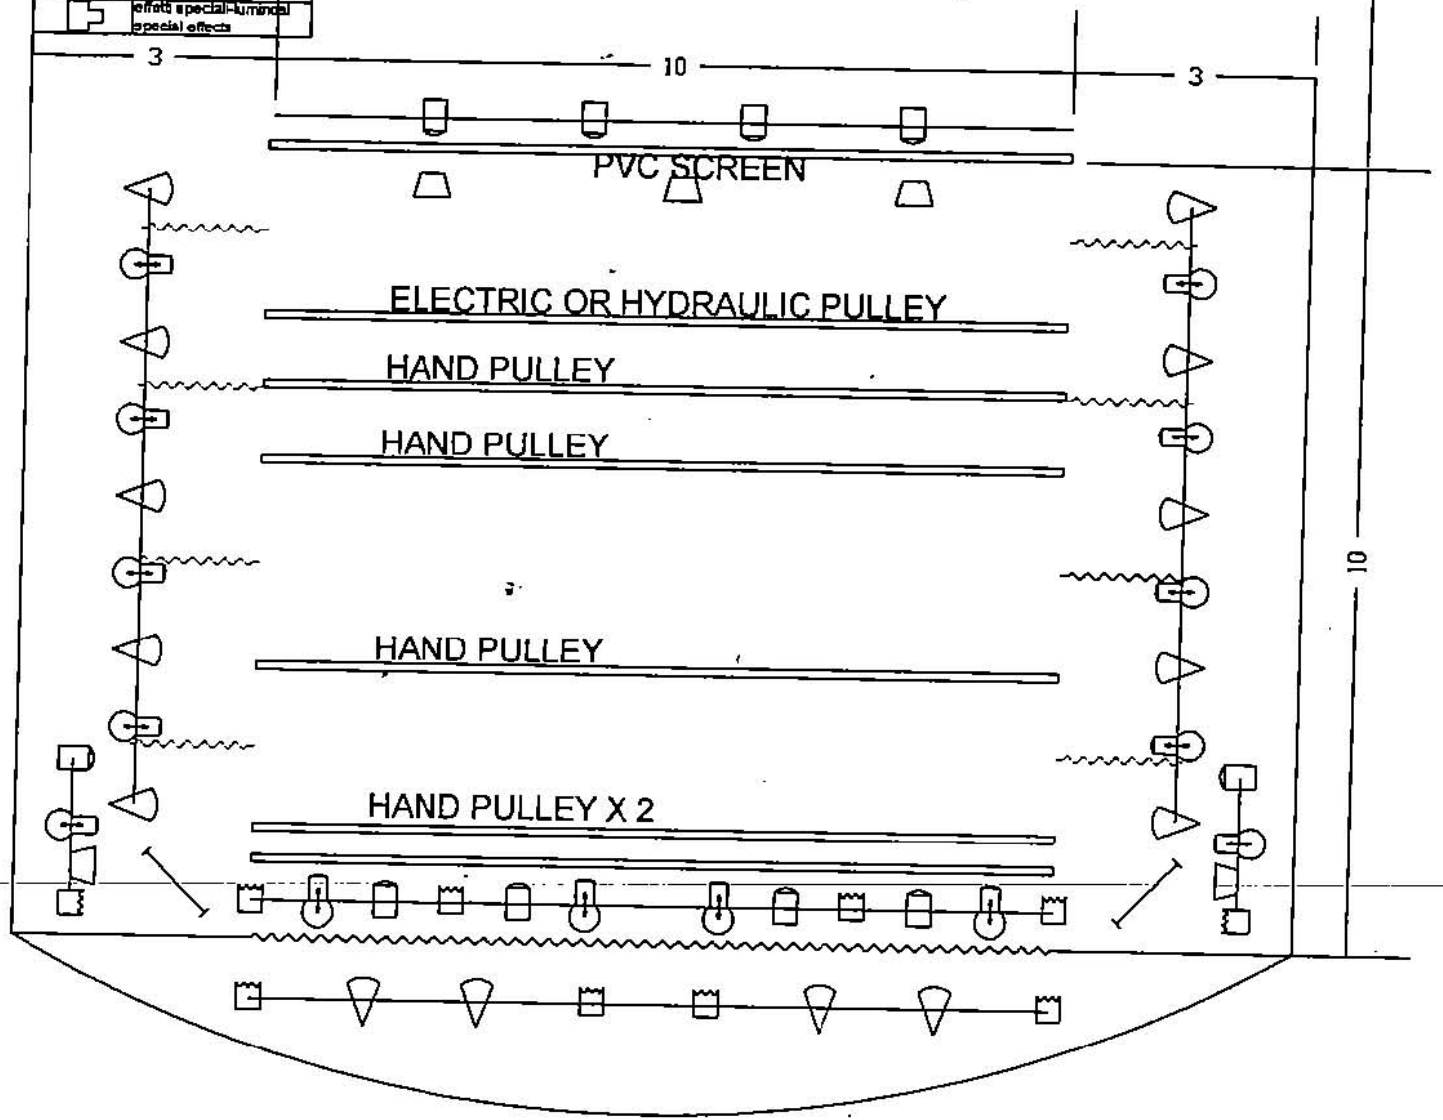 effetti speciali-luminosi
special effects
3
10
3
PVC SCREEN
ELECTRIC OR HYDRAULIC PULLEY
HAND PULLEY
HAND PULLEY
10
HAND PULLEY
HAND PULLEY X 2